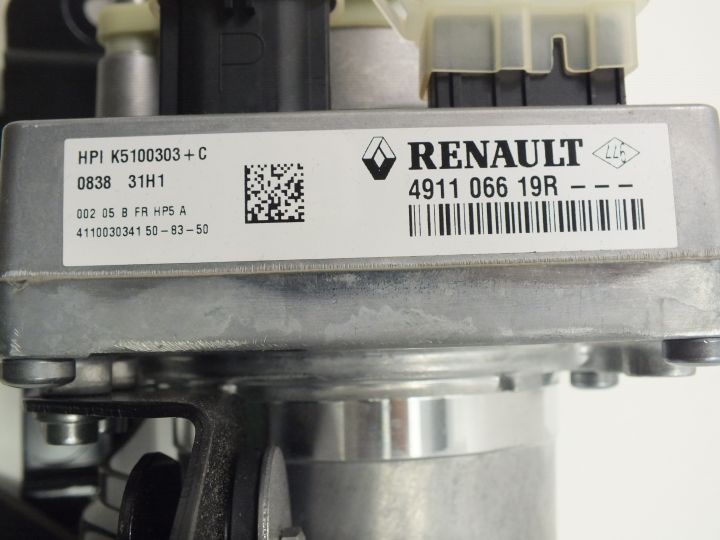 P
HPI K5100303+C
0838 31H1
002 05 B FR HP5 A
4110030341 50-83-50
RENAULT
4911 066 19R---